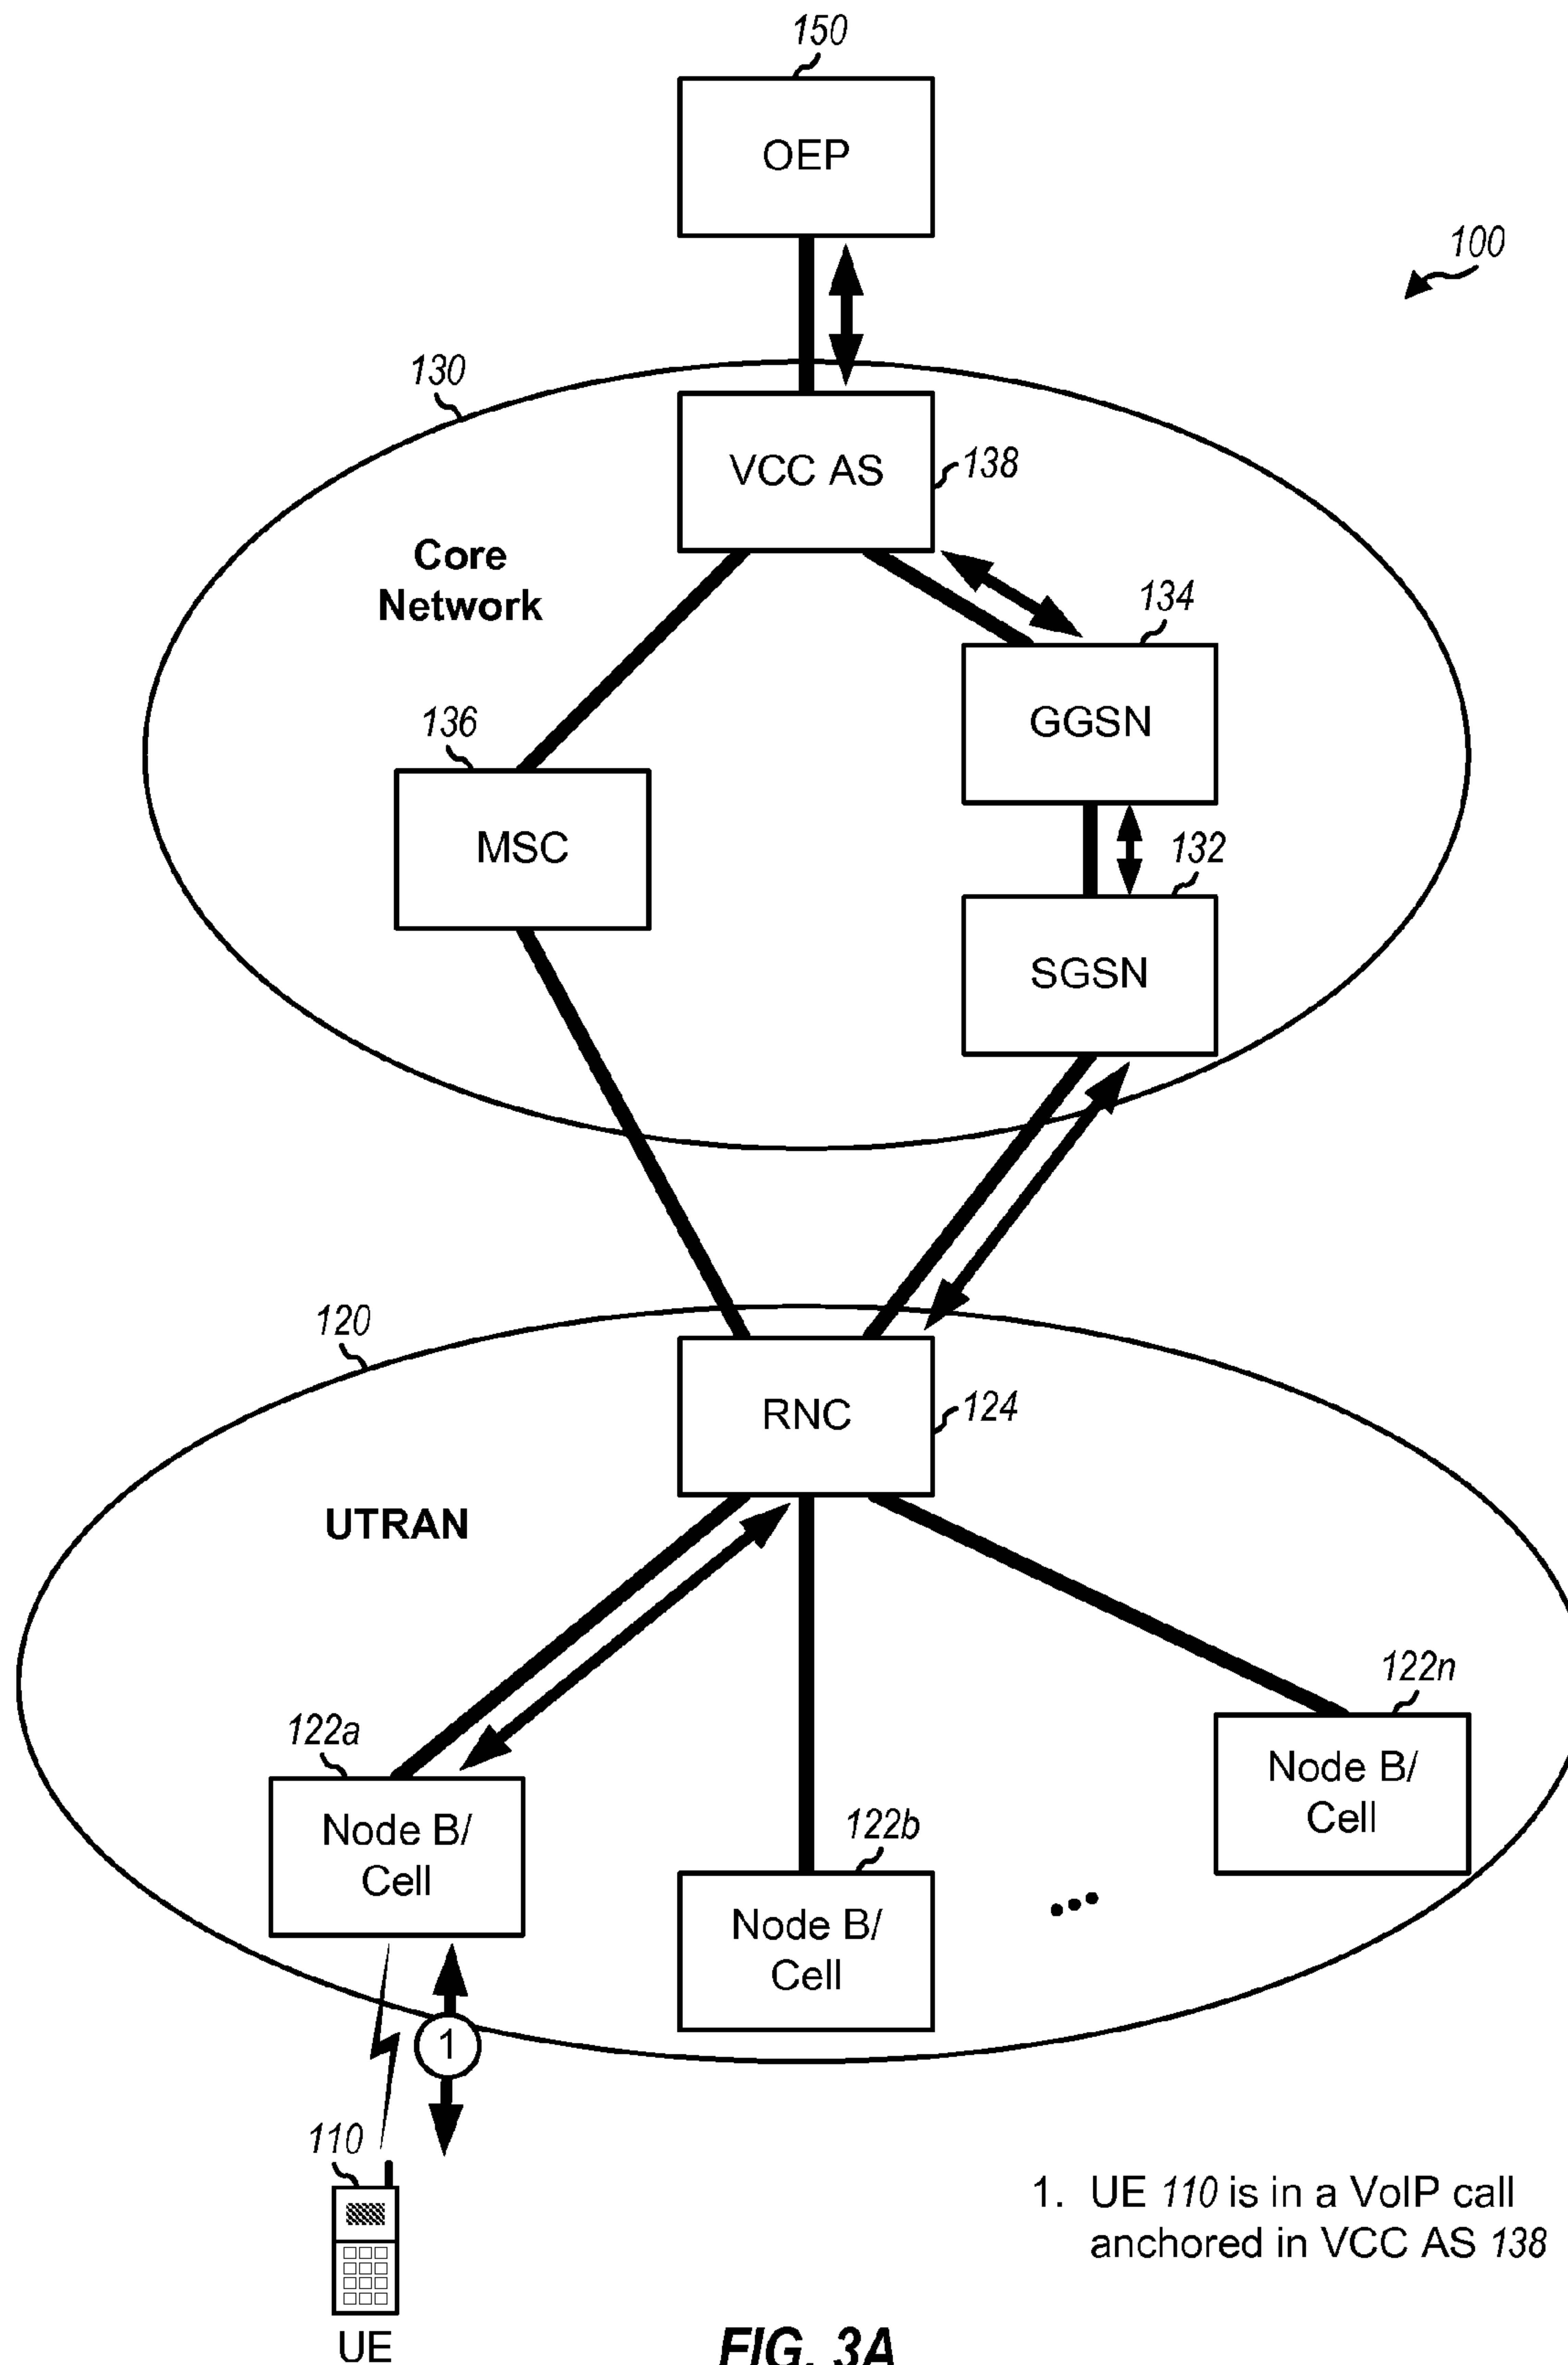 150
OEP
100
130
VCC AS
138
Core
Network
134
GGSN
136
MSC
132
SGSN
120
RNC
124
UTRAN
122n
Node B/
Cell
122a
Node B/
Cell
122b
Node B/
Cell
1
110
UE
1. UE 110 is in a VoIP call
anchored in VCC AS 138
FIG. 3A